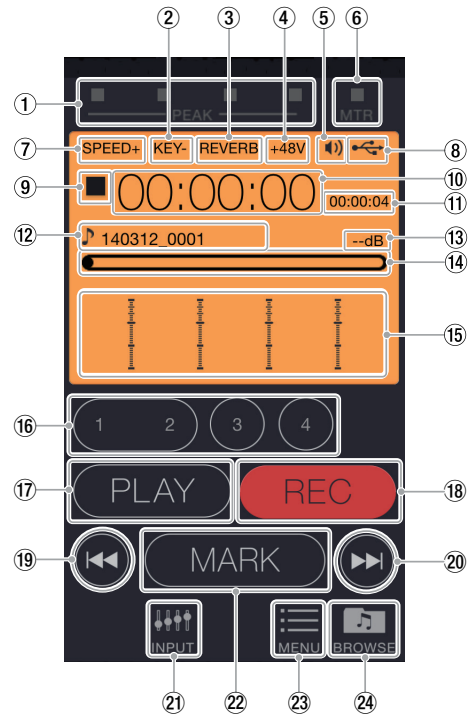 ② ③ ④ ⑤ ⑥
① PEAK MTR
⑦ SPEED+ KEY- REVERB +48V ⑧
⑨ 00:00:00 ⑩
00:00:04 ⑪
⑫ 140312_0001 --dB ⑬
⑭
⑮
⑯ 1 2 3 4
⑰ PLAY REC ⑱
⑲ MARK ⑳
INPUT MENU BROWSE
㉑ ㉒ ㉓ ㉔